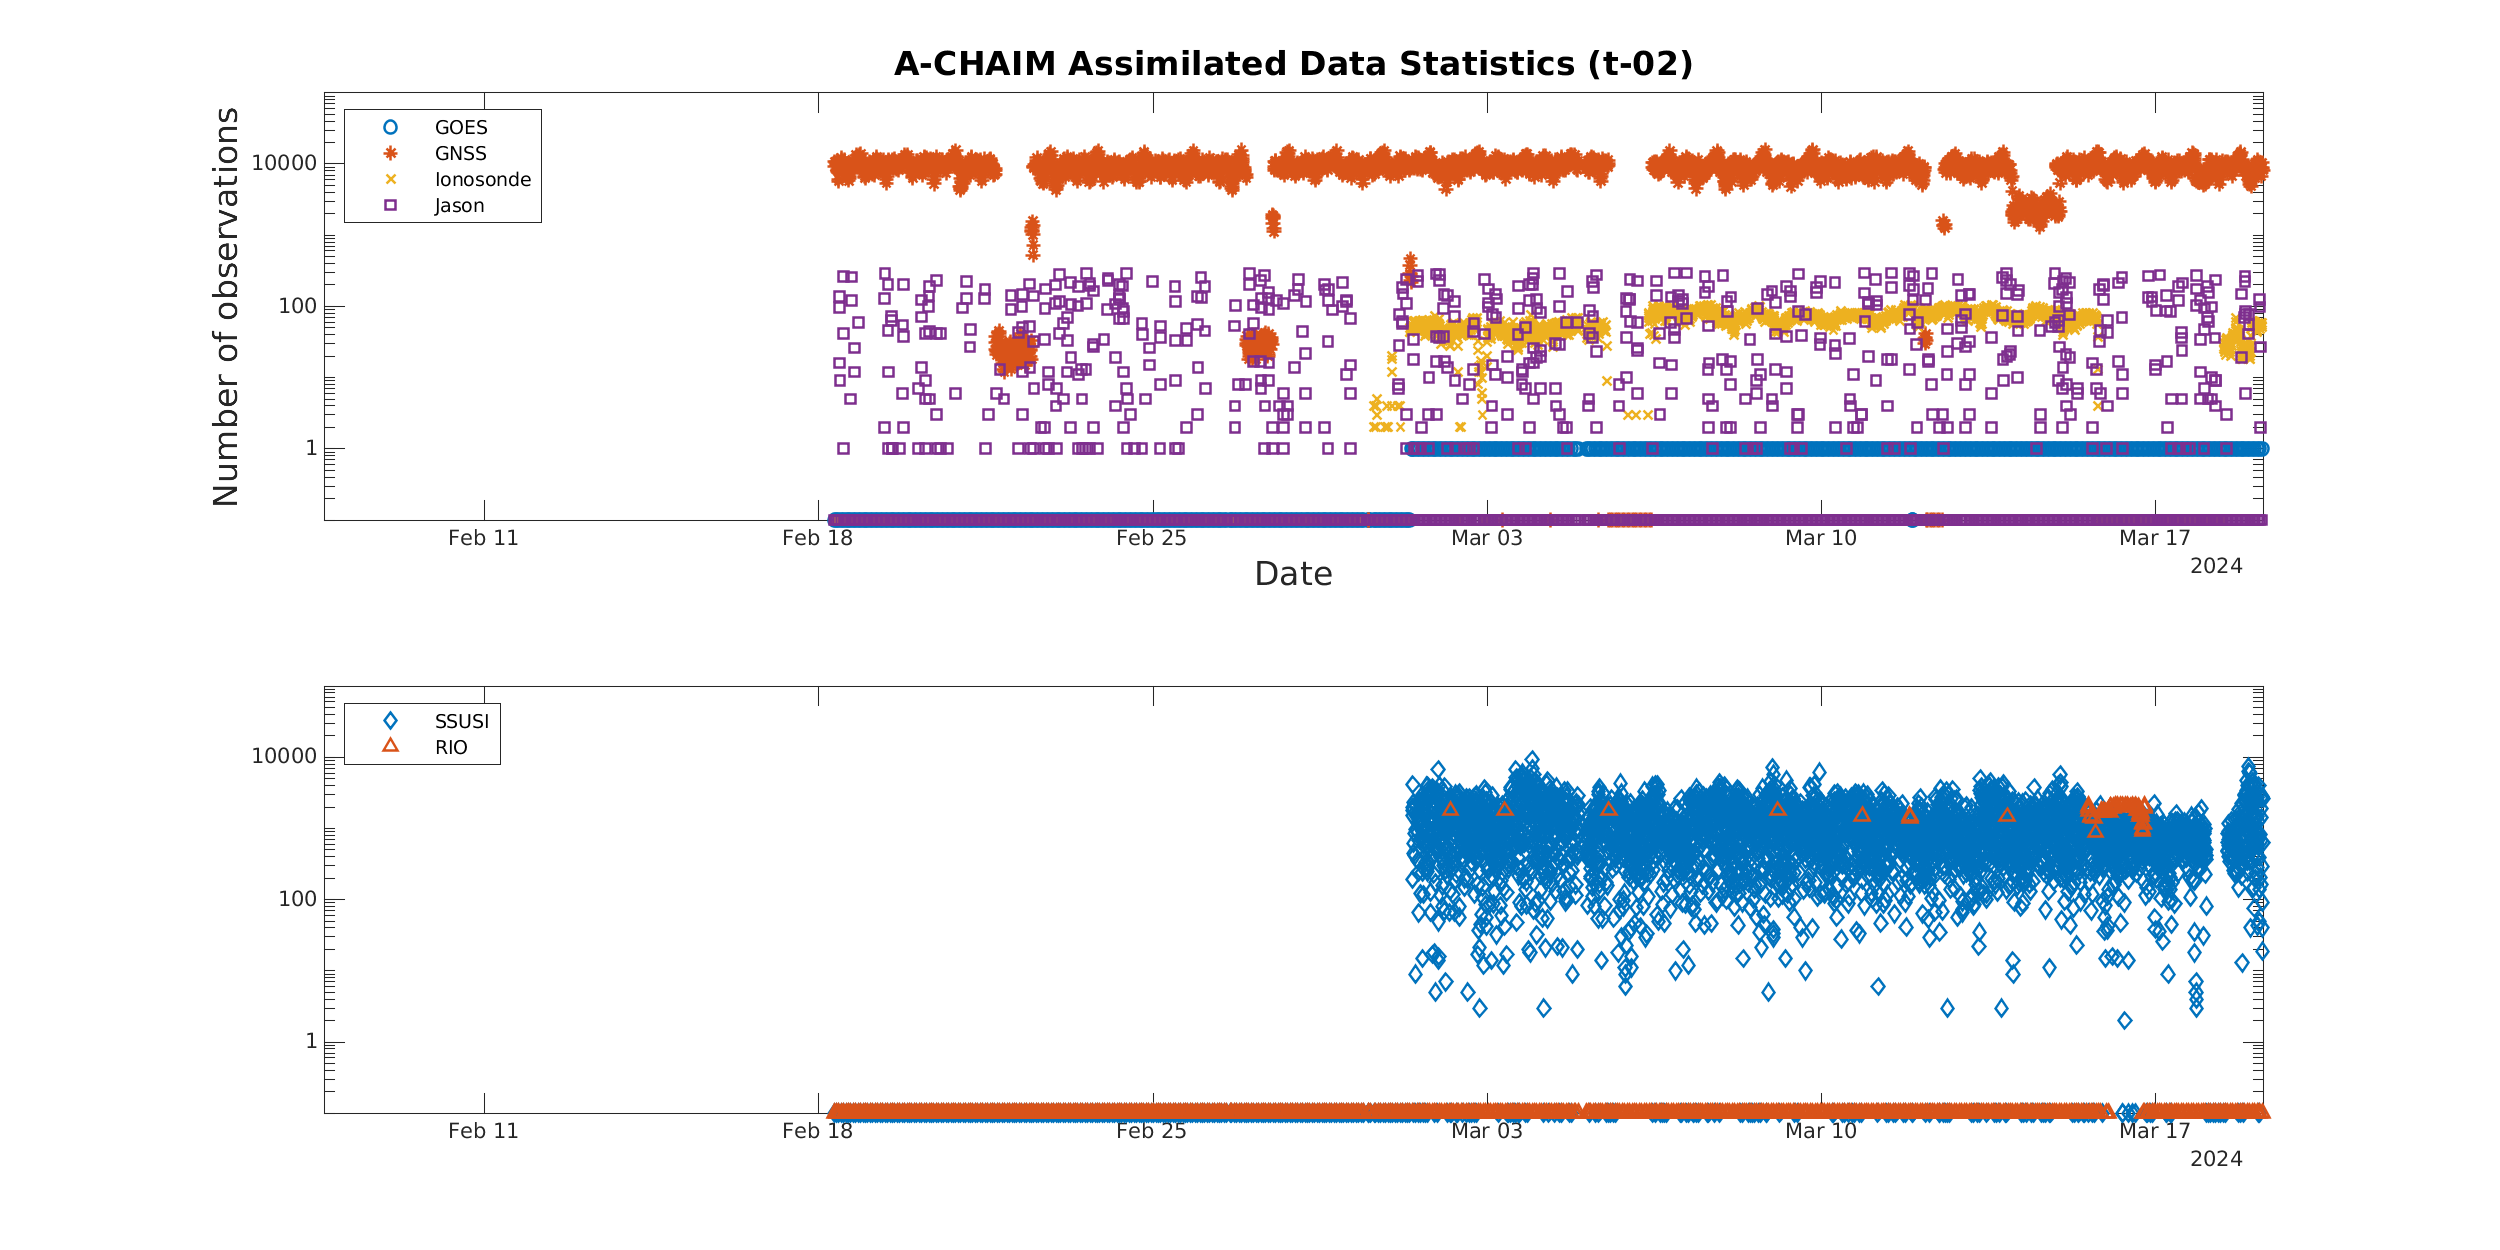 A-CHAIM Assimilated Data Statistics (t-02)
Number of observations
GOES
GNSS
Ionosonde
Jason
10000
100
1
Feb 11 Feb 18 Feb 25 Mar 03 Mar 10 Mar 17
2024
Date
SSUSI
RIO
10000
100
1
Feb 11 Feb 18 Feb 25 Mar 03 Mar 10 Mar 17
2024